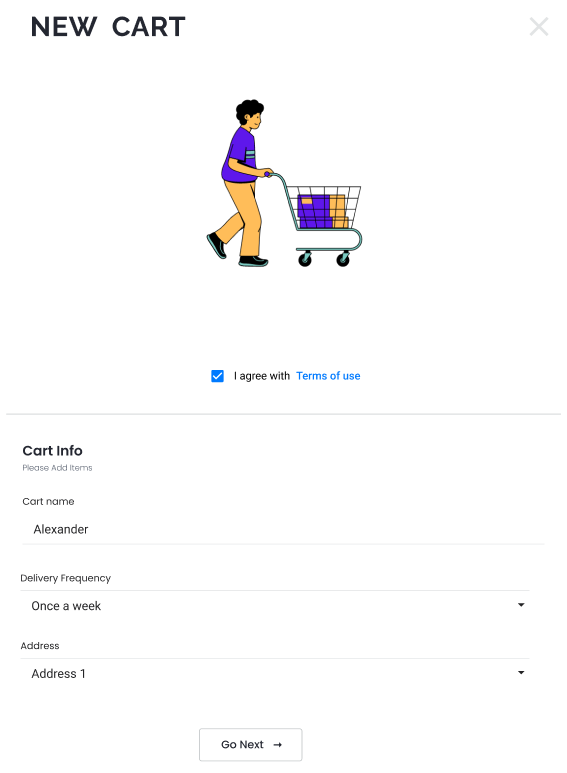 NEW CART
I agree with Terms of use
Cart Info
Please Add Items
Cart name
Alexander
Delivery Frequency
Once a week
Address
Address 1
Go Next →